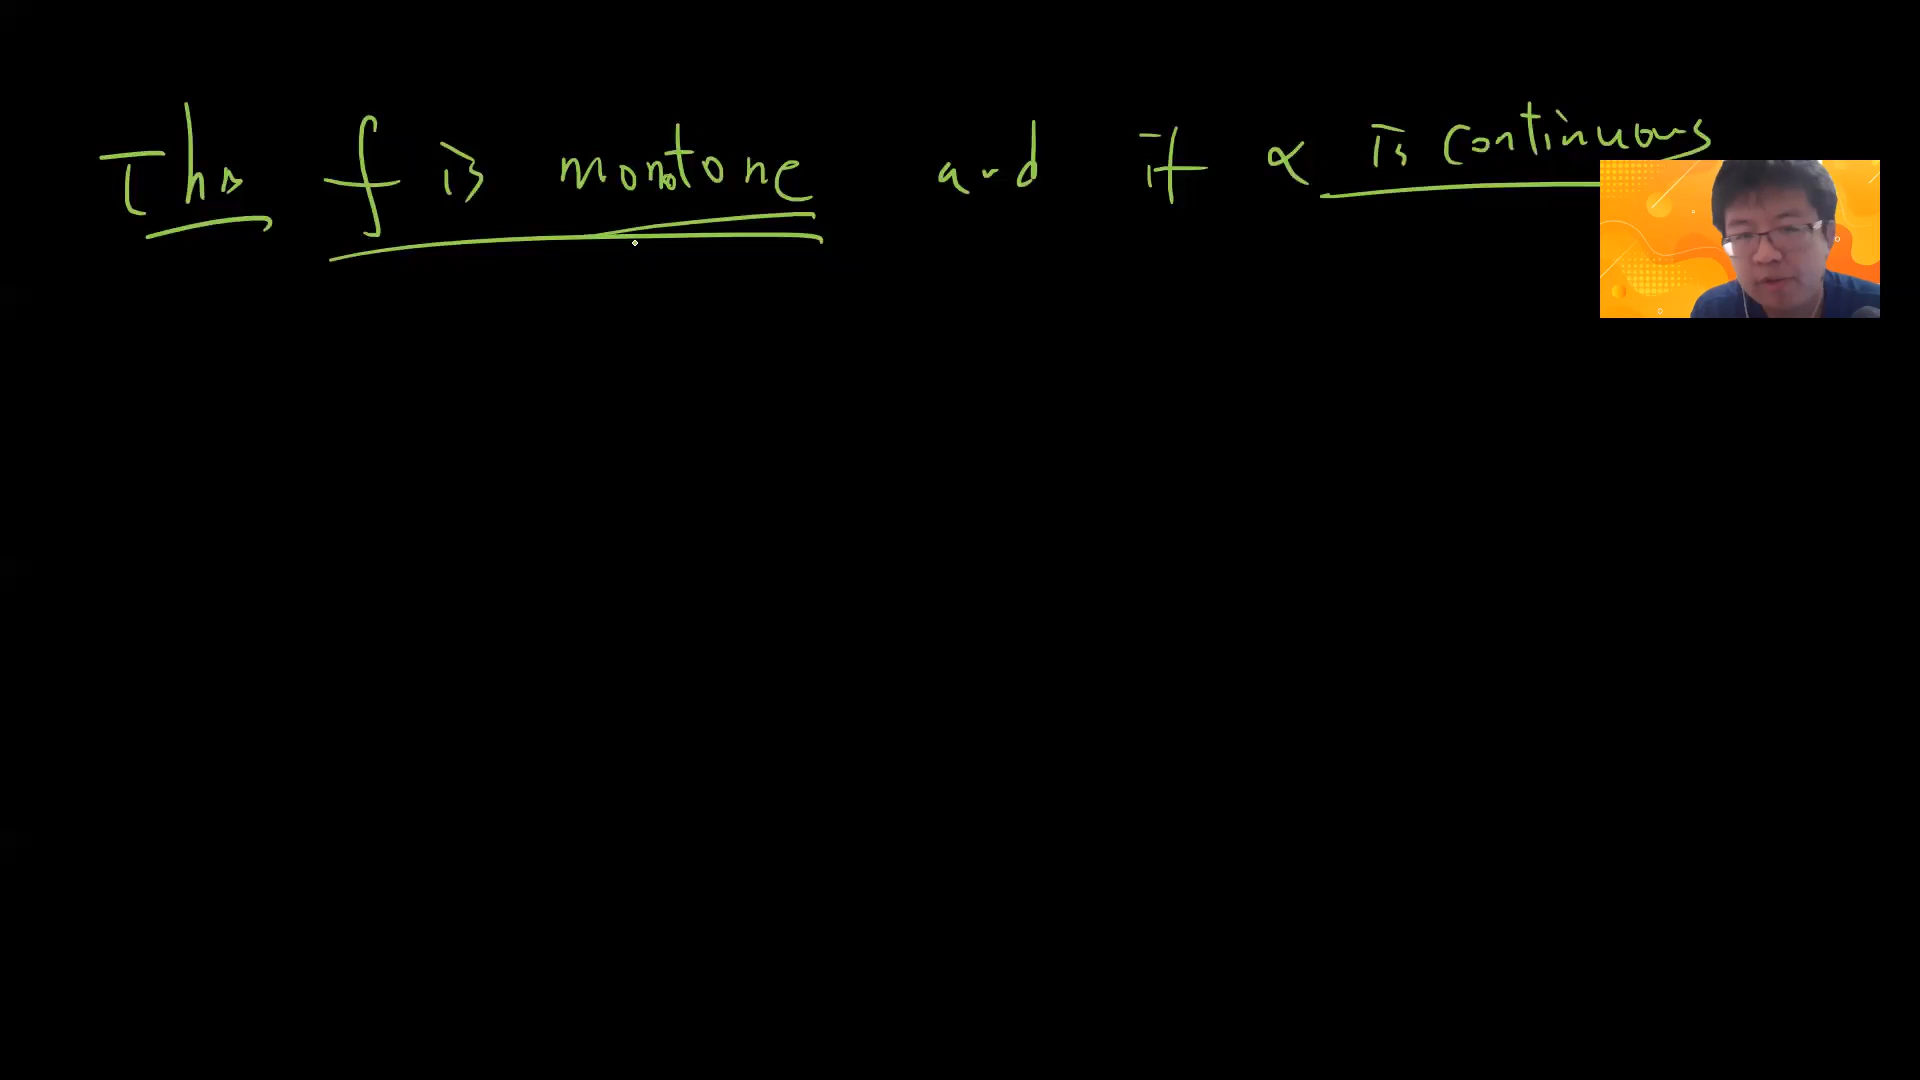 Thm f is monotone and if α is continuous